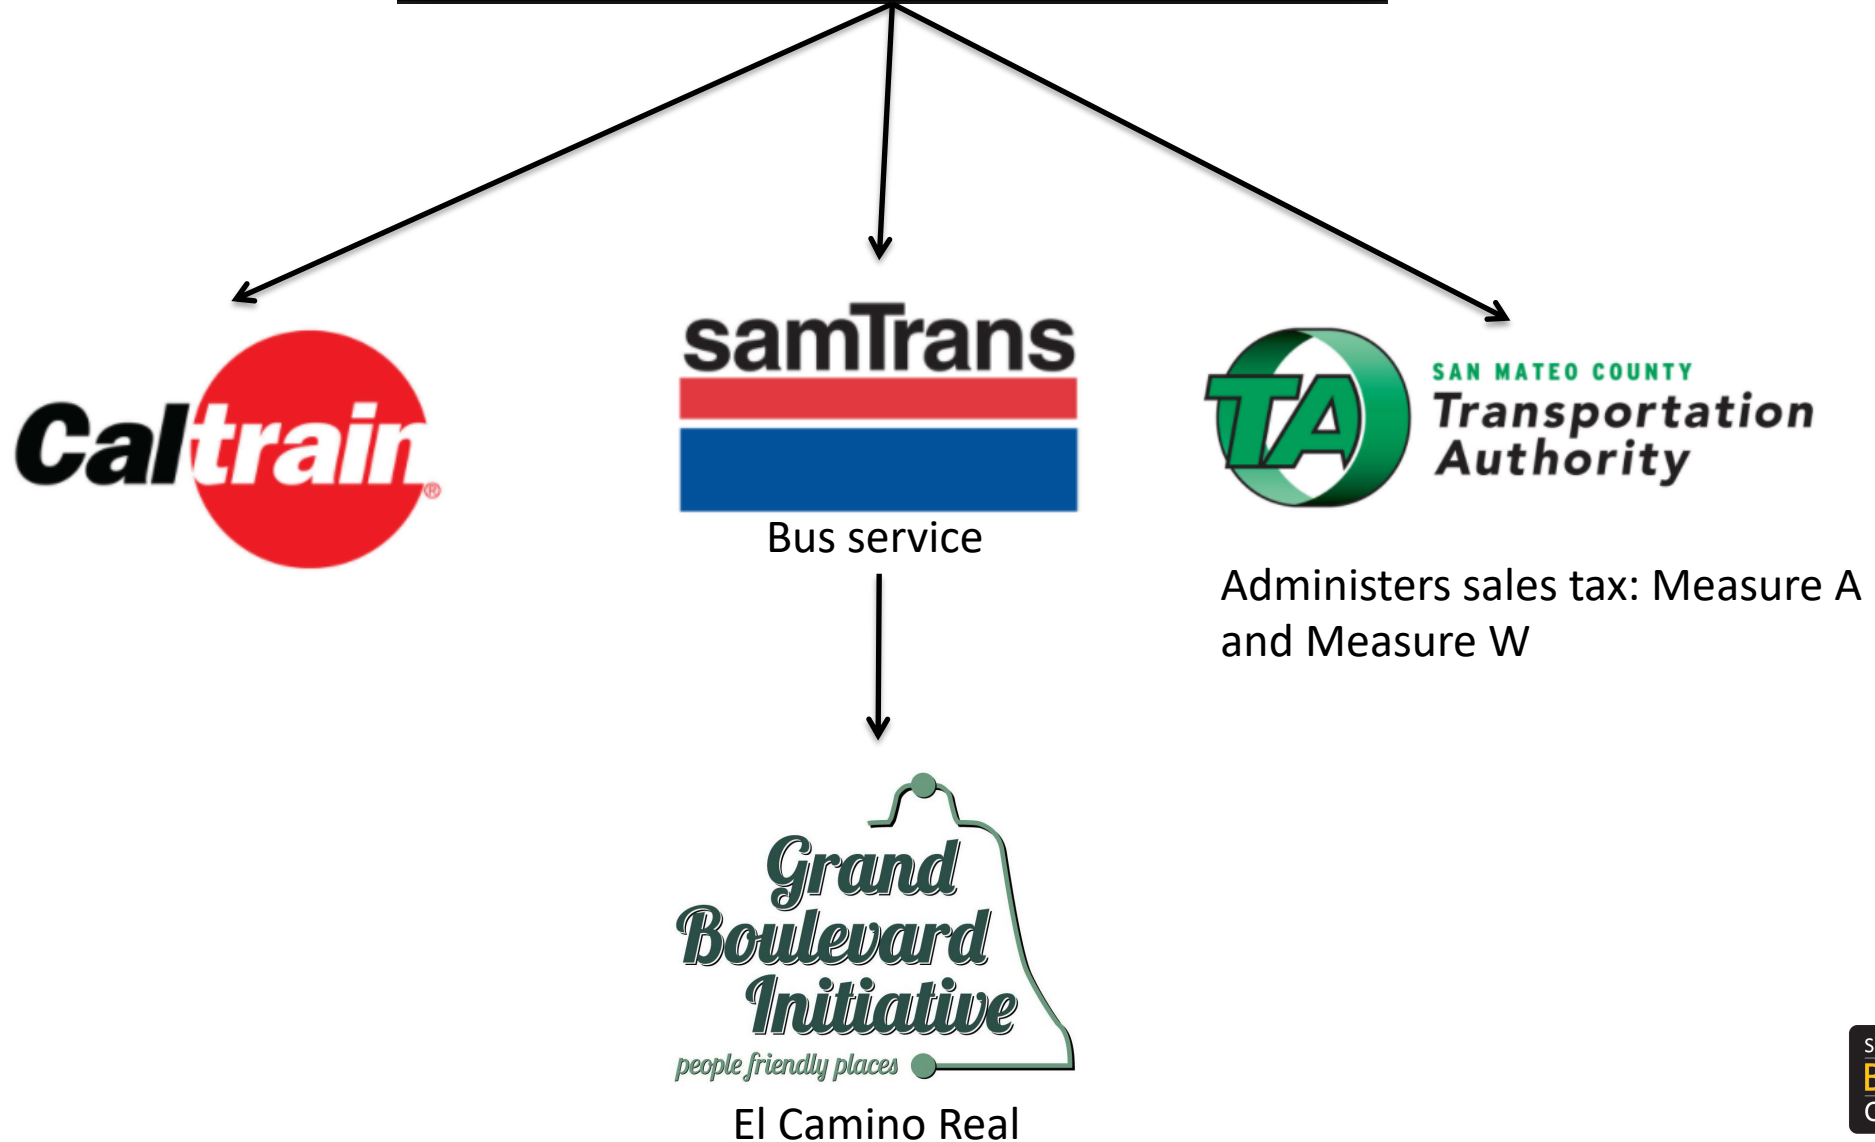 Caltrain®
samTrans
Bus service
TA
SAN MATEO COUNTY
Transportation
Authority
Administers sales tax: Measure A
and Measure W
Grand
Boulevard
Initiative
people friendly places
El Camino Real